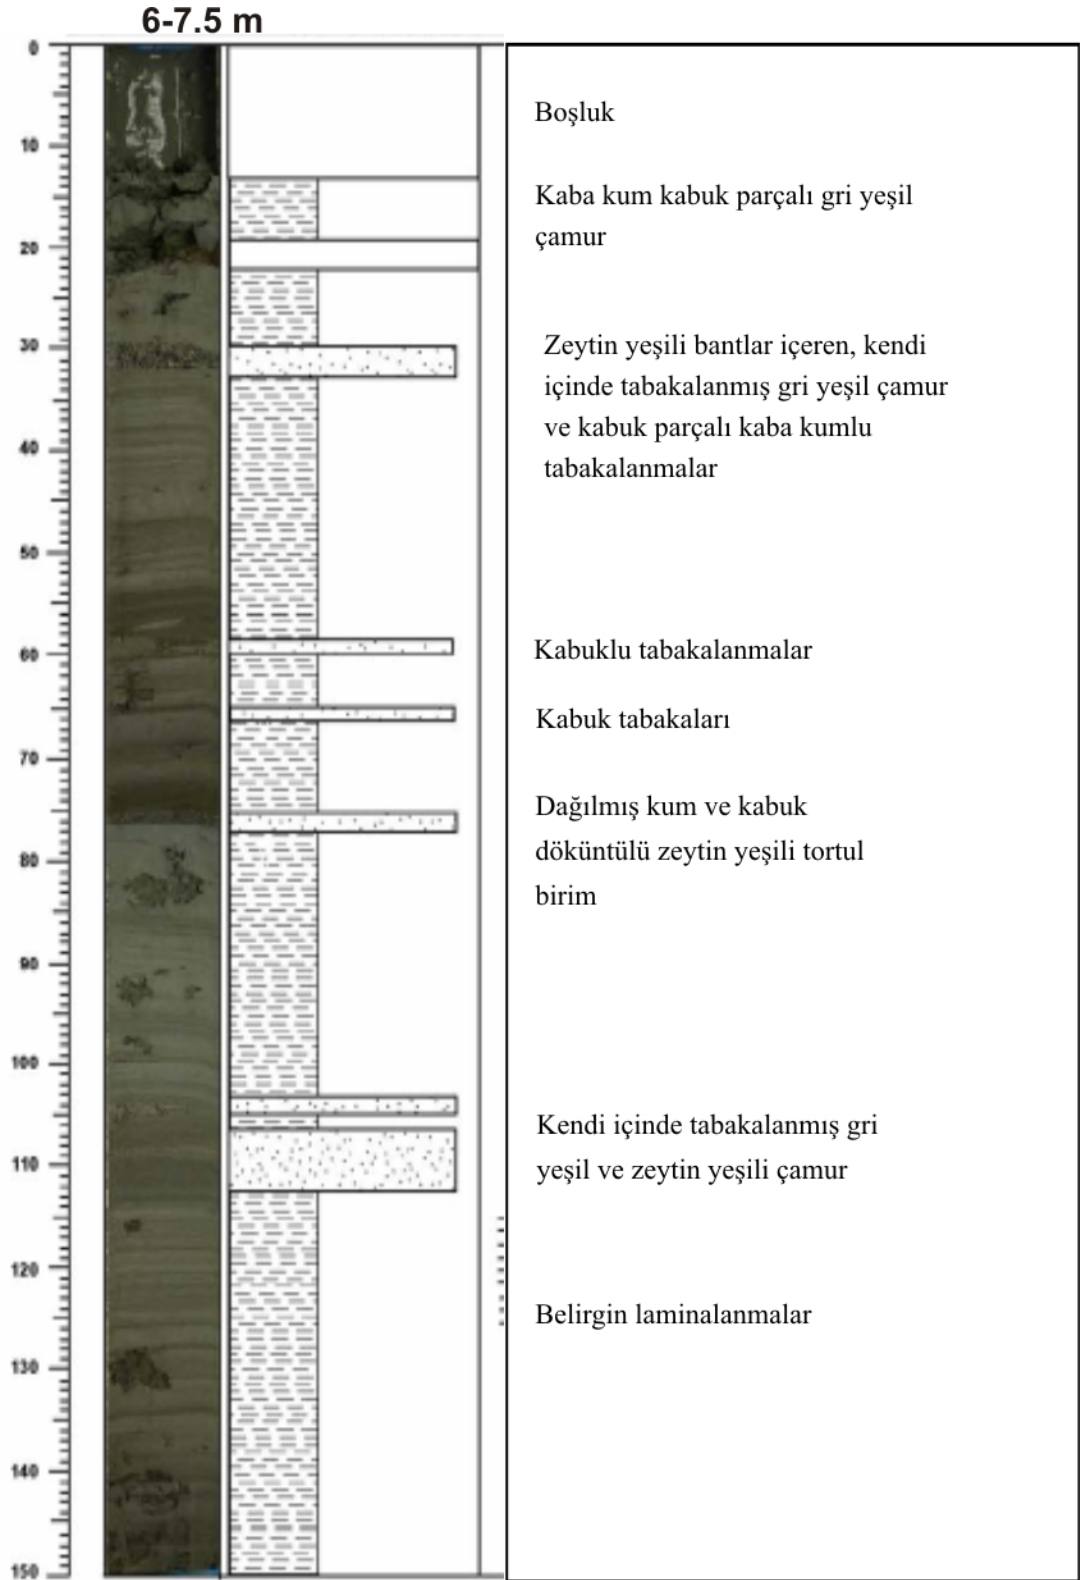 6-7.5 m
0
10
20
30
40
50
60
70
80
90
100
110
120
130
140
150
Boşluk
Kaba kum kabuk parçalı gri yeşil
çamur
Zeytin yeşili bantlar içeren, kendi
içinde tabakalanmış gri yeşil çamur
ve kabuk parçalı kaba kumlu
tabakalanmalar
Kabuklu tabakalanmalar
Kabuk tabakaları
Dağılmış kum ve kabuk
döküntülü zeytin yeşili tortul
birim
Kendi içinde tabakalanmış gri
yeşil ve zeytin yeşili çamur
Belirgin laminalanmalar